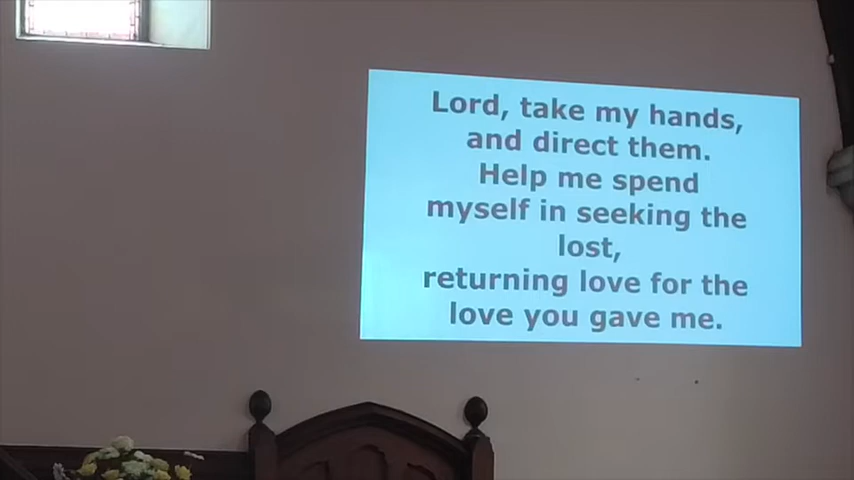 Lord, take my hands,
and direct them.
Help me spend
myself in seeking the
lost,
returning love for the
love you gave me.